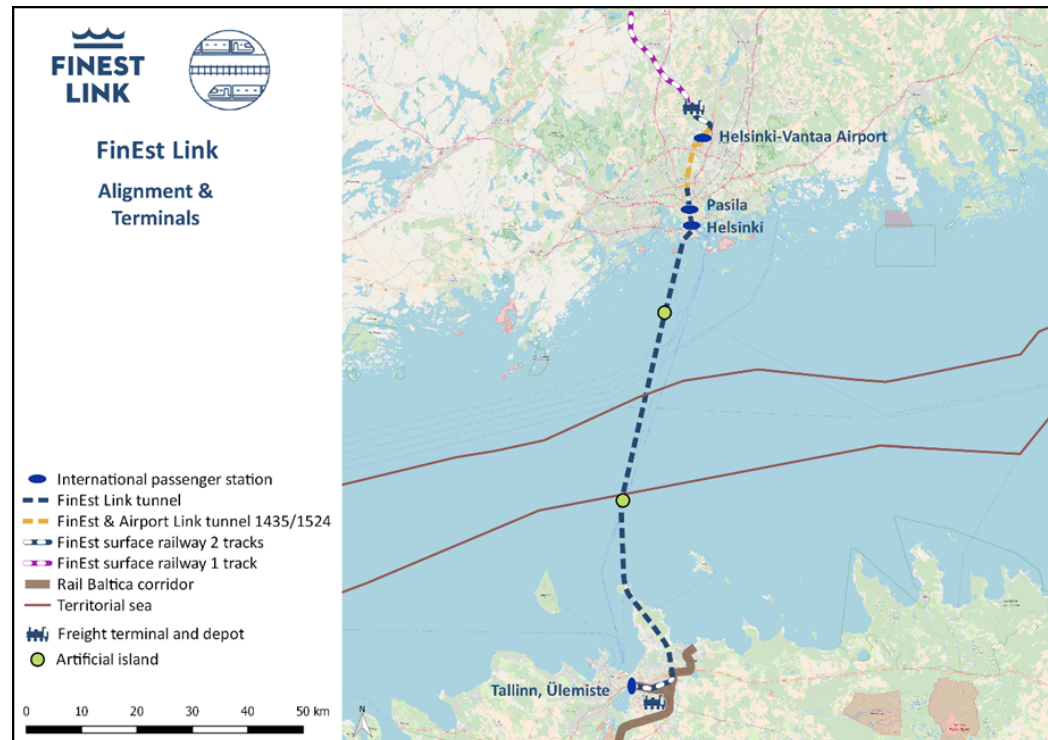 FINEST
LINK
FinEst Link
Alignment &
Terminals
International passenger station
FinEst Link tunnel
FinEst & Airport Link tunnel 1435/1524
FinEst surface railway 2 tracks
FinEst surface railway 1 track
Rail Baltica corridor
Territorial sea
Freight terminal and depot
Artificial island
0 10 20 30 40 50 km
Helsinki-Vantaa Airport
Pasila
Helsinki
Tallinn, Ülemiste
N